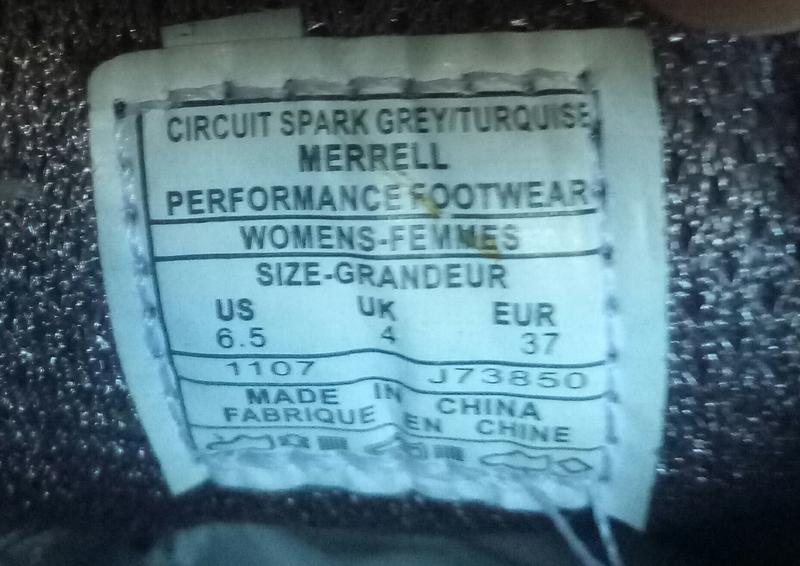 CIRCUIT SPARK GREY/TURQUISE
MERRELL
PERFORMANCE FOOTWEAR
WOMENS-FEMMES
SIZE-GRANDEUR
US UK EUR
6.5 4 37
1107 J73850
MADE IN CHINA
FABRIQUE EN CHINE